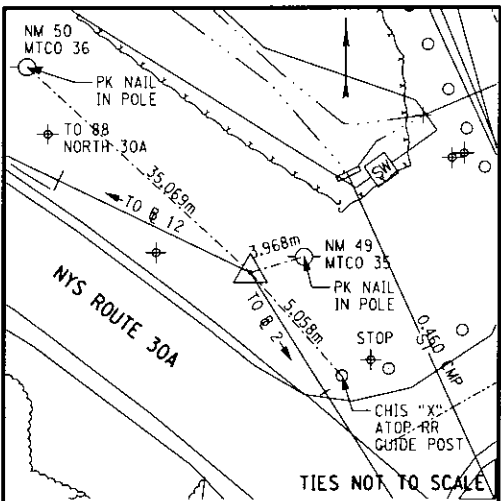 NM 50
MTCO 36
PK NAIL
IN POLE
TO 88
NORTH 30A
35.069m
TO B 12
SW
3.968m
NM 49
MTCO 35
PK NAIL
IN POLE
NYS ROUTE 30A
TO B 2
5.058m
STOP
0.460 CMP
CHIS "X"
ATOP RR
GUIDE POST
TIES NOT TO SCALE